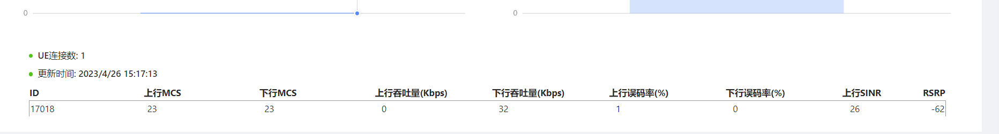 0 0
UE连接数: 1
更新时间: 2023/4/26 15:17:13
ID 上行MCS 下行MCS 上行吞吐量(Kbps) 下行吞吐量(Kbps) 上行误码率(%) 下行误码率(%) 上行SINR RSRP
17018 23 23 0 32 1 0 26 -62